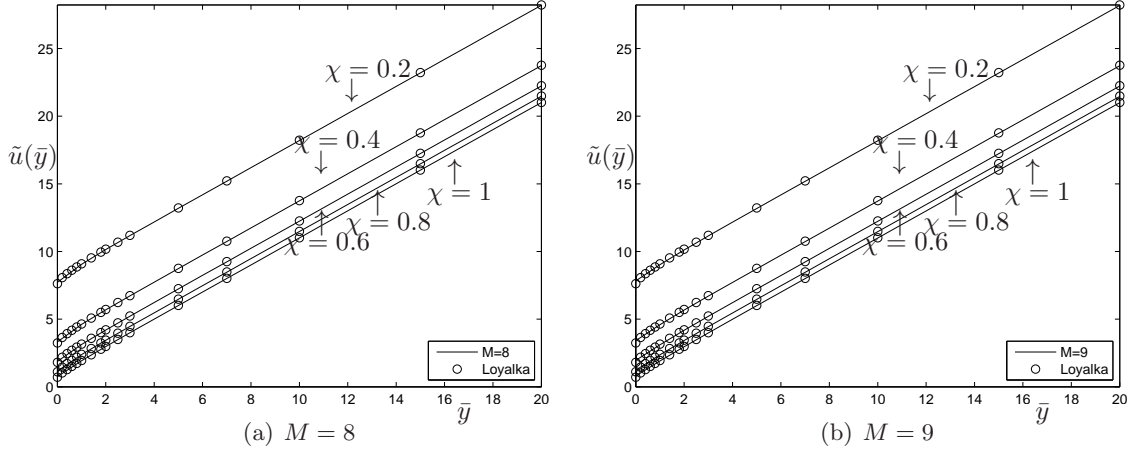 25
20
15
10
5
0
ũ(ȳ)
χ = 0.2
χ = 0.4
χ = 1
χ = 0.8
χ = 0.6
M=8
Loyalka
0 2 4 6 8 10 12 14 16 18 20
ȳ
(a) M = 8
25
20
15
10
5
0
ũ(ȳ)
χ = 0.2
χ = 0.4
χ = 1
χ = 0.8
χ = 0.6
M=9
Loyalka
0 2 4 6 8 10 12 14 16 18 20
ȳ
(b) M = 9